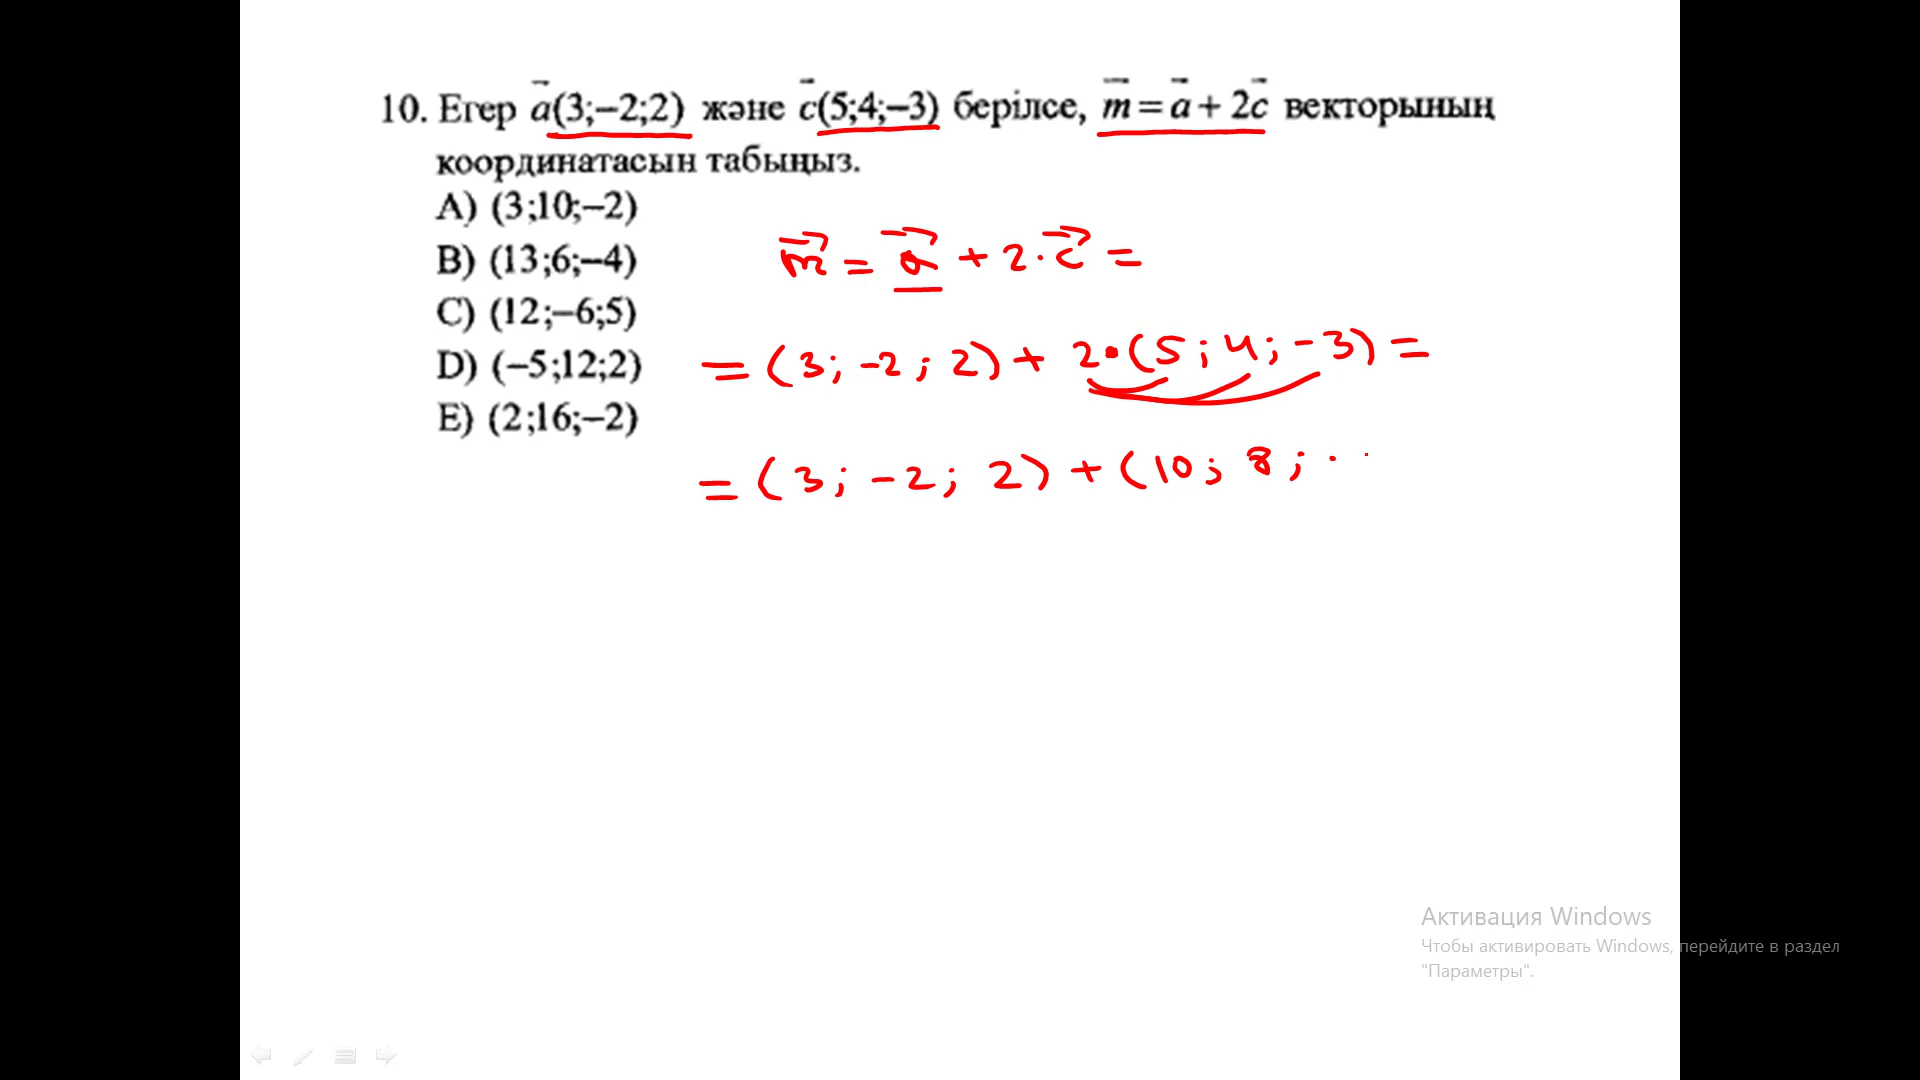 10. Егер a(3;–2;2) және c(5;4;–3) берілсе, m = a + 2c векторының
координатасын табыңыз.
A) (3;10;–2)
B) (13;6;–4)
C) (12;–6;5)
D) (–5;12;2)
E) (2;16;–2)
m = a + 2·c =
= (3; -2; 2) + 2·(5; 4; -3) =
= (3; -2; 2) + (10; 8;
Активация Windows
Чтобы активировать Windows, перейдите в раздел
"Параметры".